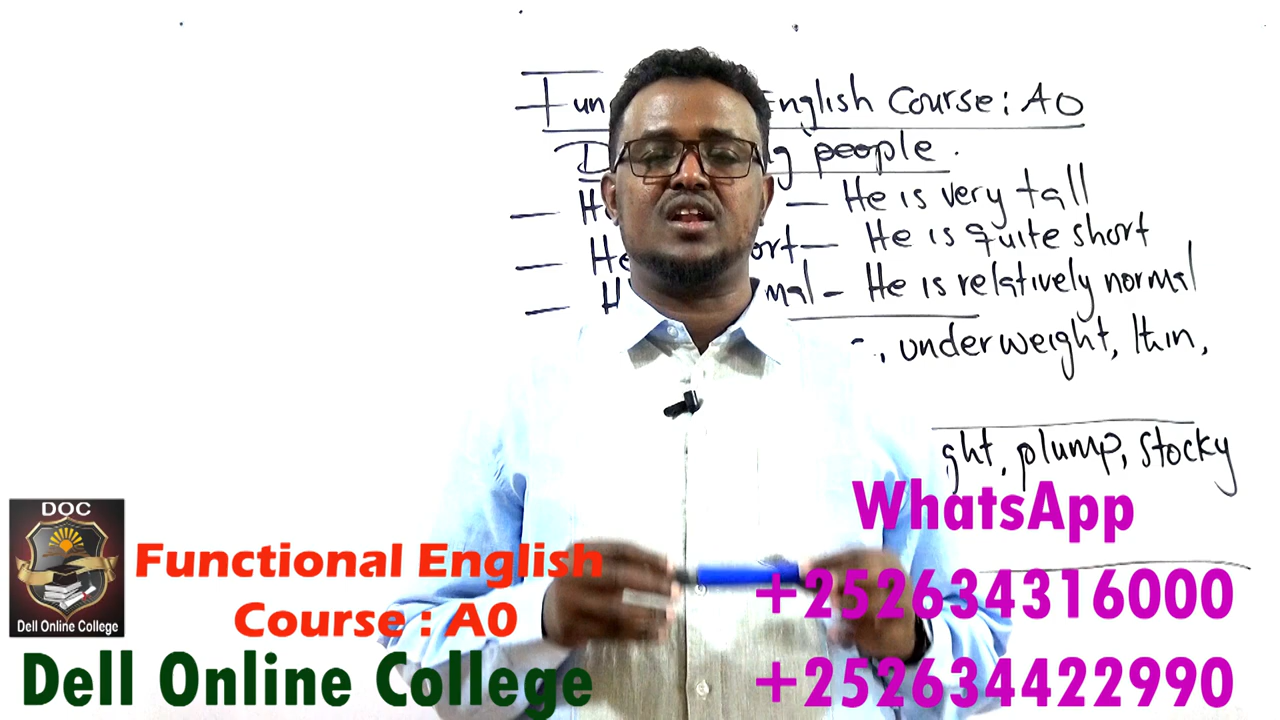 Fun English Course: A0
D g people.
— H — He is very tall
— He ort — He is quite short
— H mal – He is relatively normal
, underweight, thin,
ght, plump, stocky
WhatsApp
+252634316000
+252634422990
DOC
Dell Online College
Functional English
Course : A0
Dell Online College